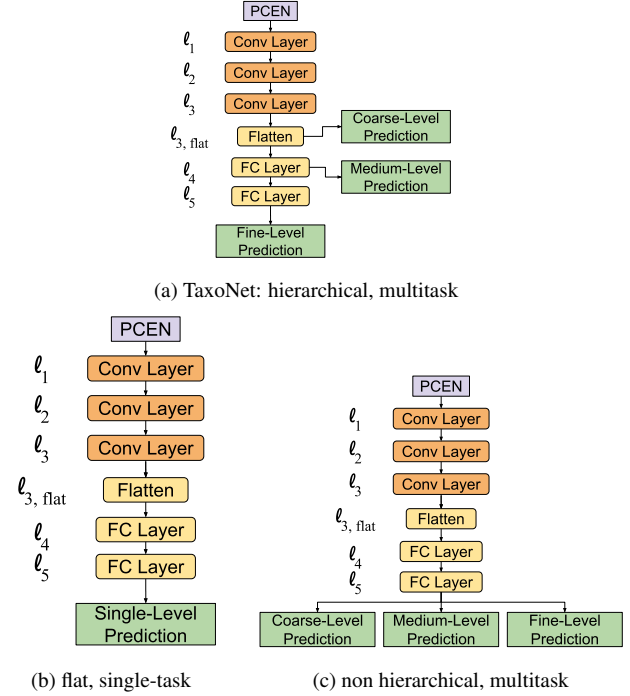 PCEN
ℓ1 Conv Layer
ℓ2 Conv Layer
ℓ3 Conv Layer
ℓ3, flat Flatten
Coarse-Level
Prediction
ℓ4 FC Layer
Medium-Level
Prediction
ℓ5 FC Layer
Fine-Level
Prediction
(a) TaxoNet: hierarchical, multitask
PCEN
ℓ1 Conv Layer
ℓ2 Conv Layer
ℓ3 Conv Layer
ℓ3, flat Flatten
ℓ4 FC Layer
ℓ5 FC Layer
Single-Level
Prediction
(b) flat, single-task
PCEN
ℓ1 Conv Layer
ℓ2 Conv Layer
ℓ3 Conv Layer
ℓ3, flat Flatten
ℓ4 FC Layer
ℓ5 FC Layer
Coarse-Level
Prediction
Medium-Level
Prediction
Fine-Level
Prediction
(c) non hierarchical, multitask